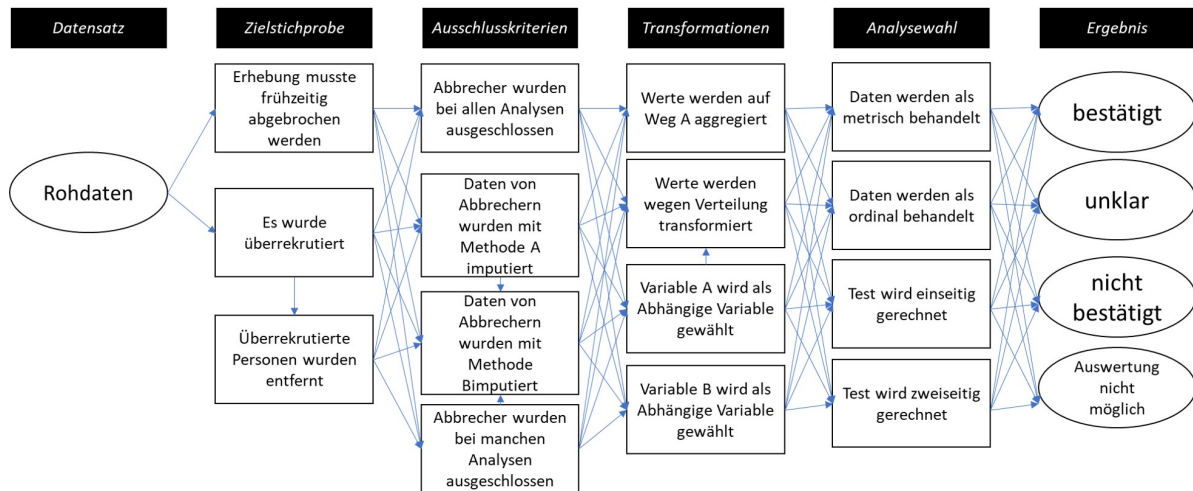 Datensatz
Zielstichprobe
Ausschlusskriterien
Transformationen
Analysewahl
Ergebnis
Rohdaten
Erhebung musste
frühzeitig
abgebrochen
werden
Es wurde
überrekrutiert
Überrekrutierte
Personen wurden
entfernt
Abbrecher wurden
bei allen Analysen
ausgeschlossen
Daten von
Abbrechern
wurden mit
Methode A
imputiert
Daten von
Abbrechern
wurden mit
Methode
Bimputiert
Abbrecher wurden
bei manchen
Analysen
ausgeschlossen
Werte werden auf
Weg A aggregiert
Werte werden
wegen Verteilung
transformiert
Variable A wird als
Abhängige Variable
gewählt
Variable B wird als
Abhängige Variable
gewählt
Daten werden als
metrisch behandelt
Daten werden als
ordinal behandelt
Test wird einseitig
gerechnet
Test wird zweiseitig
gerechnet
bestätigt
unklar
nicht
bestätigt
Auswertung
nicht
möglich